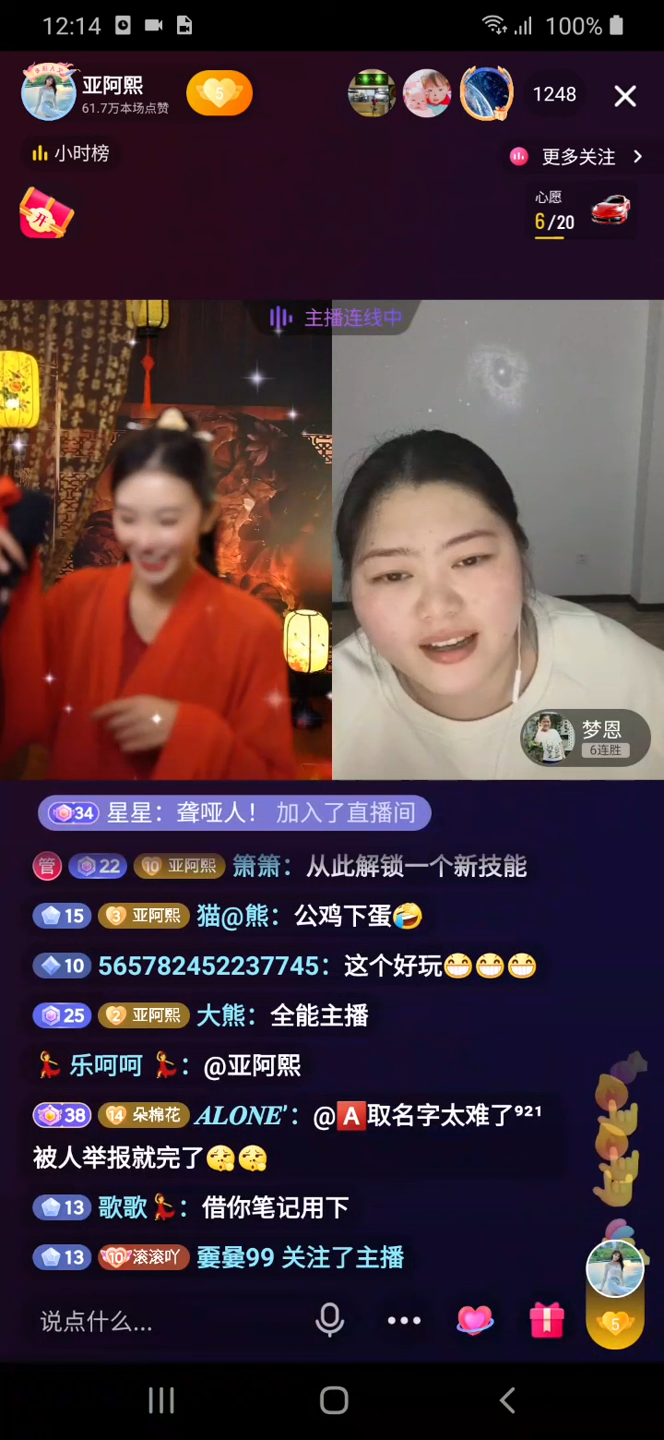 12:14
100%
亚阿熙
61.7万本场点赞
5
1248
小时榜
更多关注
开
心愿
6/20
主播连线中
梦恩
6连胜
34 星星：聋哑人！ 加入了直播间
管 22 10 亚阿熙 箫箫：从此解锁一个新技能
15 3 亚阿熙 猫@熊：公鸡下蛋🤣
10 565782452237745：这个好玩😁😁😁
25 2 亚阿熙 大熊：全能主播
💃 乐呵呵 💃：@亚阿熙
38 14 朵棉花 ALONE'：@🅰取名字太难了⁹²¹
被人举报就完了😮‍💨😮‍💨
13 歌歌💃：借你笔记用下
13 10 滚滚吖 嫑嫑99 关注了主播
说点什么...
5